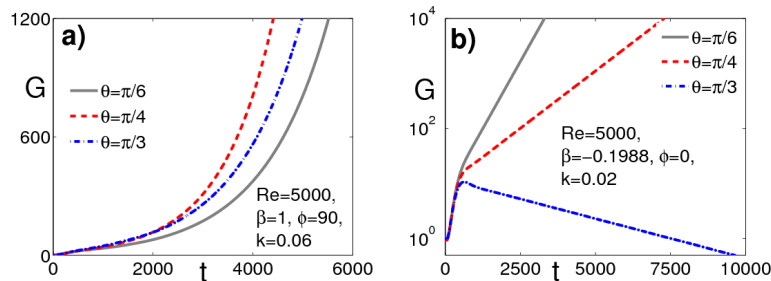 a)
G
1200
600
0
0
2000
4000
6000
t
θ=π/6
θ=π/4
θ=π/3
Re=5000,
β=1, ϕ=90,
k=0.06
b)
G
10^4
10^2
10^0
0
2500
5000
7500
10000
t
θ=π/6
θ=π/4
θ=π/3
Re=5000,
β=−0.1988, ϕ=0,
k=0.02